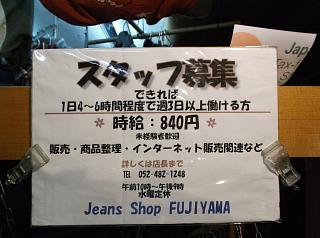 スタッフ募集
できれば
1日4～6時間程度で週3日以上働ける方
※時給：840円※
未経験者歓迎
販売・商品整理・インターネット販売関連など
詳しくは店長まで
TEL 052-482-1248
午前10時～午後9時
水曜定休
Jeans Shop FUJIYAMA
Jap